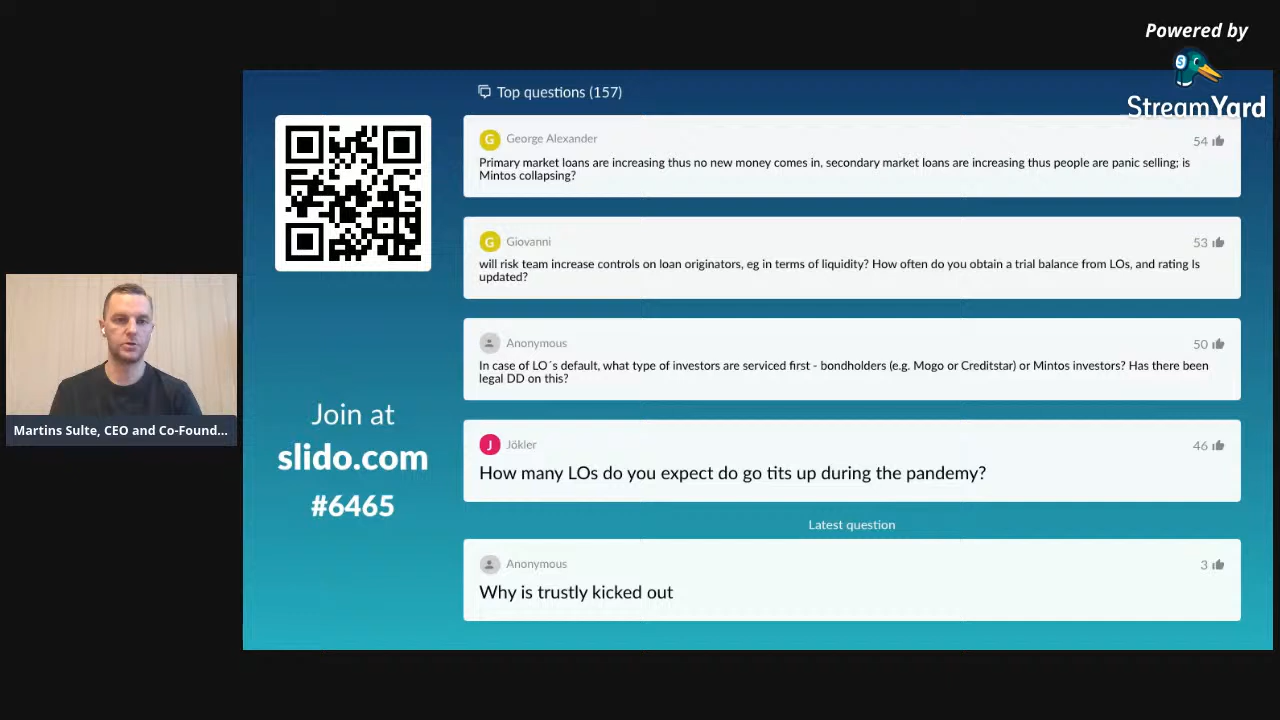 Powered by
StreamYard
Top questions (157)
George Alexander
54
Primary market loans are increasing thus no new money comes in, secondary market loans are increasing thus people are panic selling; is
Mintos collapsing?
Giovanni
53
will risk team increase controls on loan originators, eg in terms of liquidity? How often do you obtain a trial balance from LOs, and rating Is
updated?
Anonymous
50
In case of LO´s default, what type of investors are serviced first - bondholders (e.g. Mogo or Creditstar) or Mintos investors? Has there been
legal DD on this?
J
Jökler
46
How many LOs do you expect do go tits up during the pandemy?
Latest question
Anonymous
3
Why is trustly kicked out
Join at
slido.com
#6465
Martins Sulte, CEO and Co-Found...